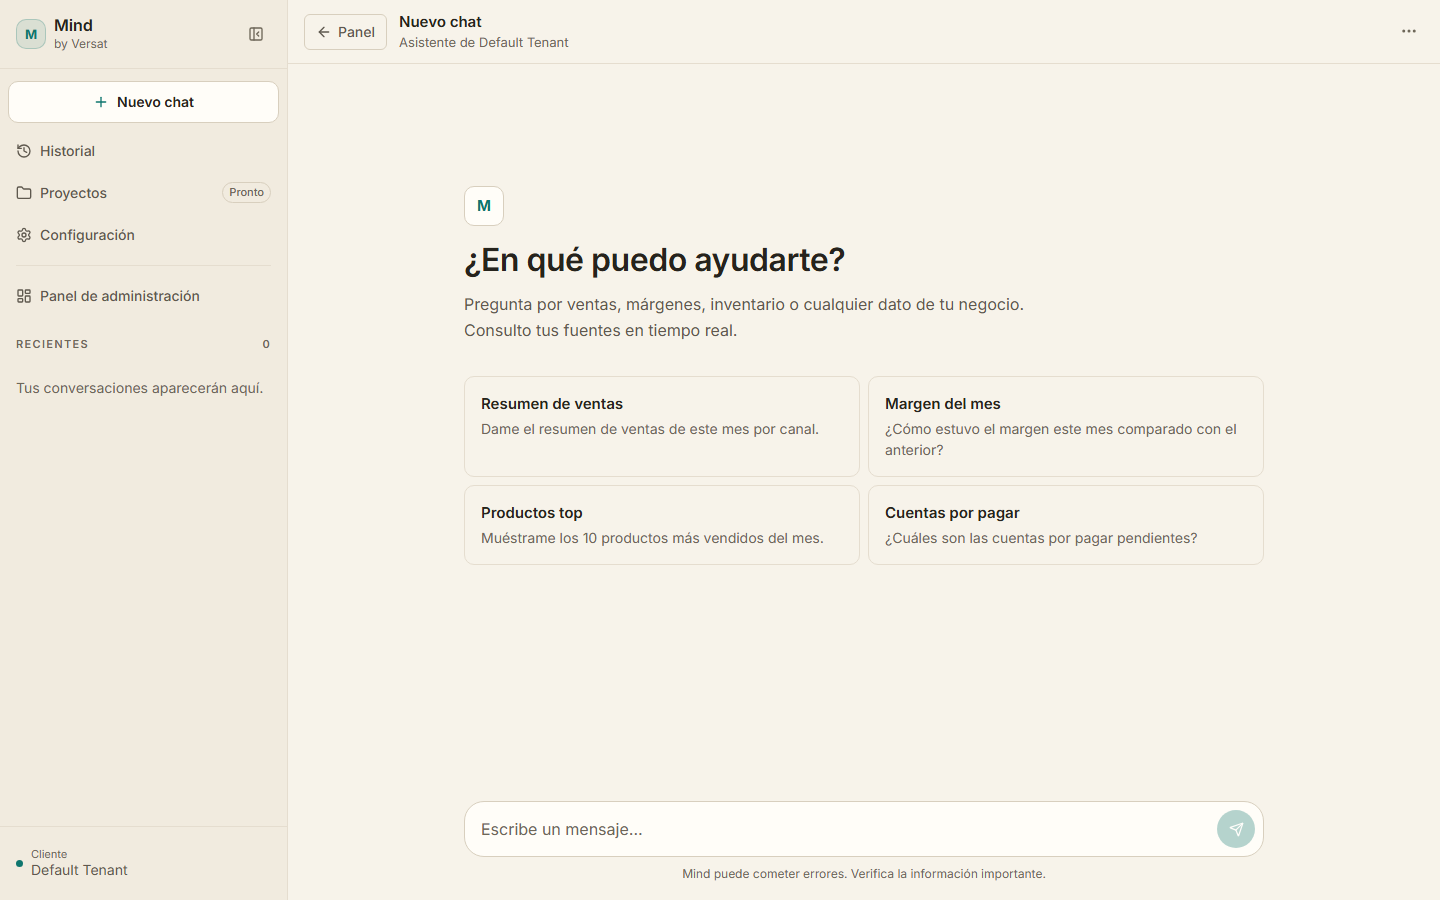 M
Mind
by Versat
Nuevo chat
Historial
Proyectos
Pronto
Configuración
Panel de administración
RECIENTES
0
Tus conversaciones aparecerán aquí.
Cliente
Default Tenant
Panel
Nuevo chat
Asistente de Default Tenant
M
¿En qué puedo ayudarte?
Pregunta por ventas, márgenes, inventario o cualquier dato de tu negocio.
Consulto tus fuentes en tiempo real.
Resumen de ventas
Dame el resumen de ventas de este mes por canal.
Margen del mes
¿Cómo estuvo el margen este mes comparado con el
anterior?
Productos top
Muéstrame los 10 productos más vendidos del mes.
Cuentas por pagar
¿Cuáles son las cuentas por pagar pendientes?
Escribe un mensaje...
Mind puede cometer errores. Verifica la información importante.